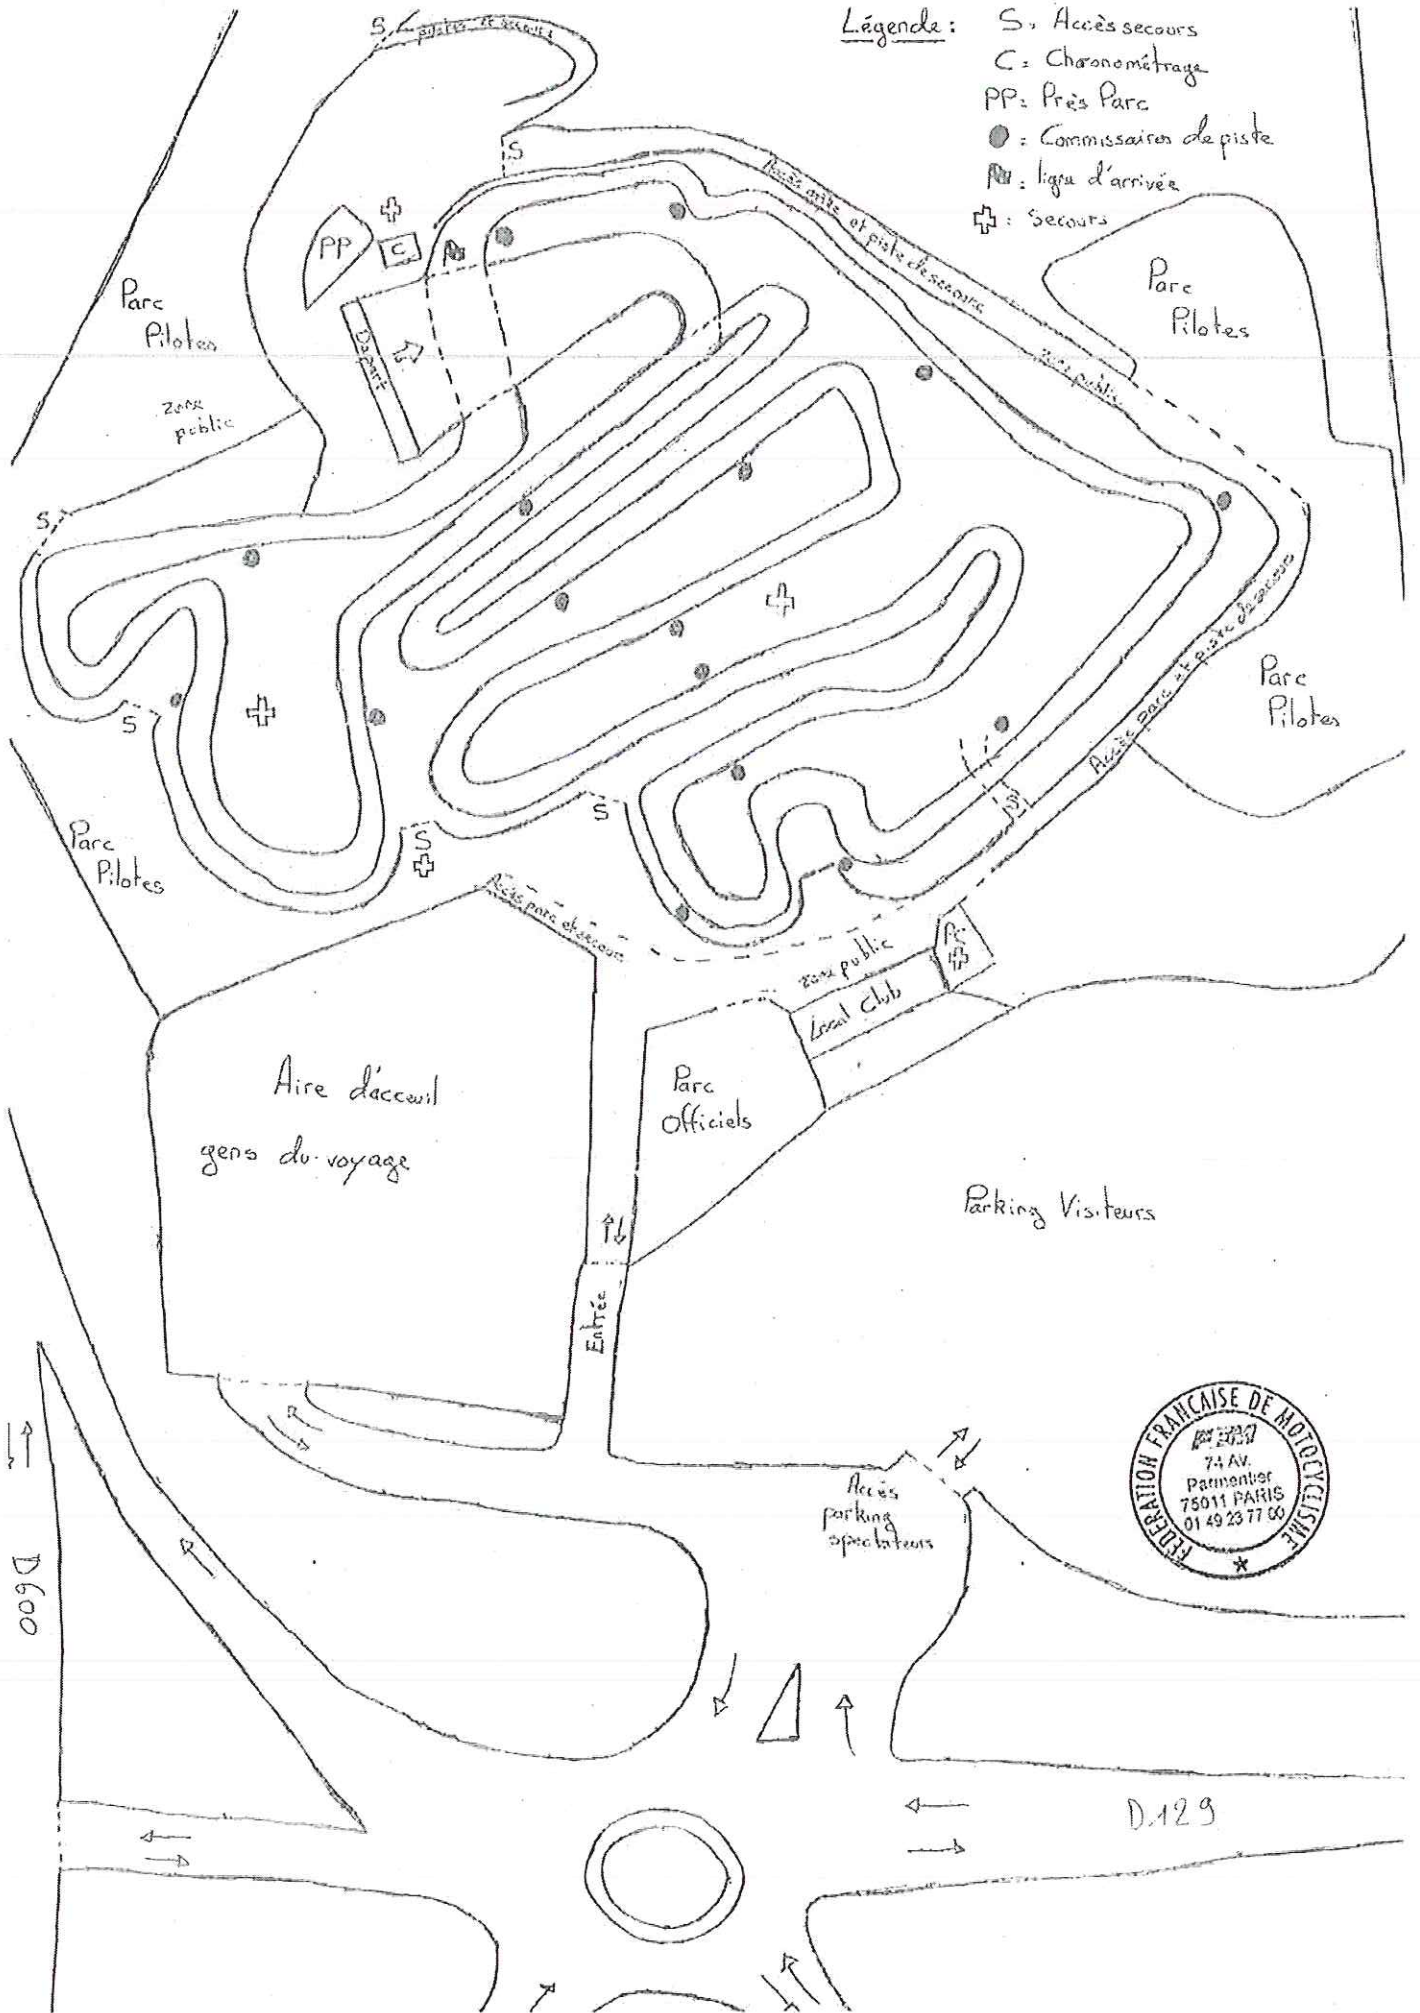 Légende :
S: Accès secours
C: Chronométrage
PP: Près Parc
: Commissaires de piste
: ligne d'arrivée
: Secours
S
S
PP
C
Départ
Accès
et piste de secours
zone public
Parc
Pilotes
Parc
Pilotes
zone
public
S
S
S
S
S
Accès parc et piste de secours
Parc
Pilotes
Parc
Pilotes
Accès parc et secours
zone public
PC
Local Club
Aire d'acceuil
gens du voyage
Parc
Officiels
Parking Visiteurs
Entrée
Accès
parking
spectateurs
FEDERATION FRANCAISE DE MOTOCYCLISME
74 AV.
Parmentier
75011 PARIS
01 49 23 77 00
D600
D.129